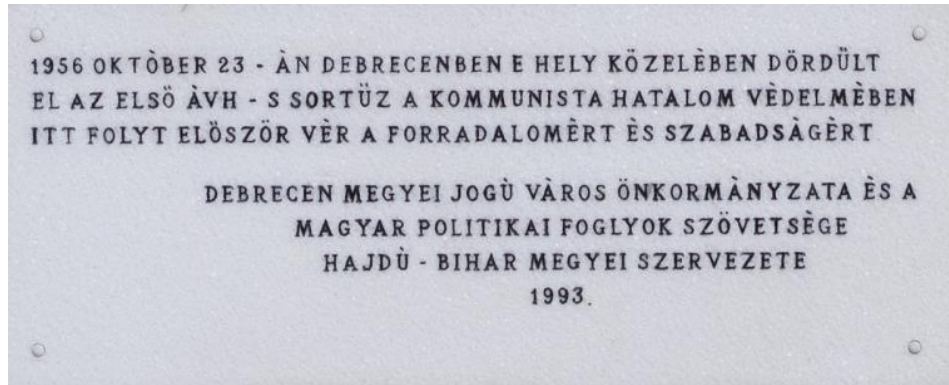 1956 OKTÒBER 23 - ÀN DEBRECENBEN E HELY KÖZELÈBEN DÖRDÜLT
EL AZ ELSÖ ÀVH - S SORTÜZ A KOMMUNISTA HATALOM VÈDELMÈBEN
ITT FOLYT ELÖSZÖR VÈR A FORRADALOMÈRT ÈS SZABADSÀGÈRT
DEBRECEN MEGYEI JOGÙ VÀROS ÖNKORMÀNYZATA ÈS A
MAGYAR POLITIKAI FOGLYOK SZÖVETSÈGE
HAJDÙ - BIHAR MEGYEI SZERVEZETE
1993.